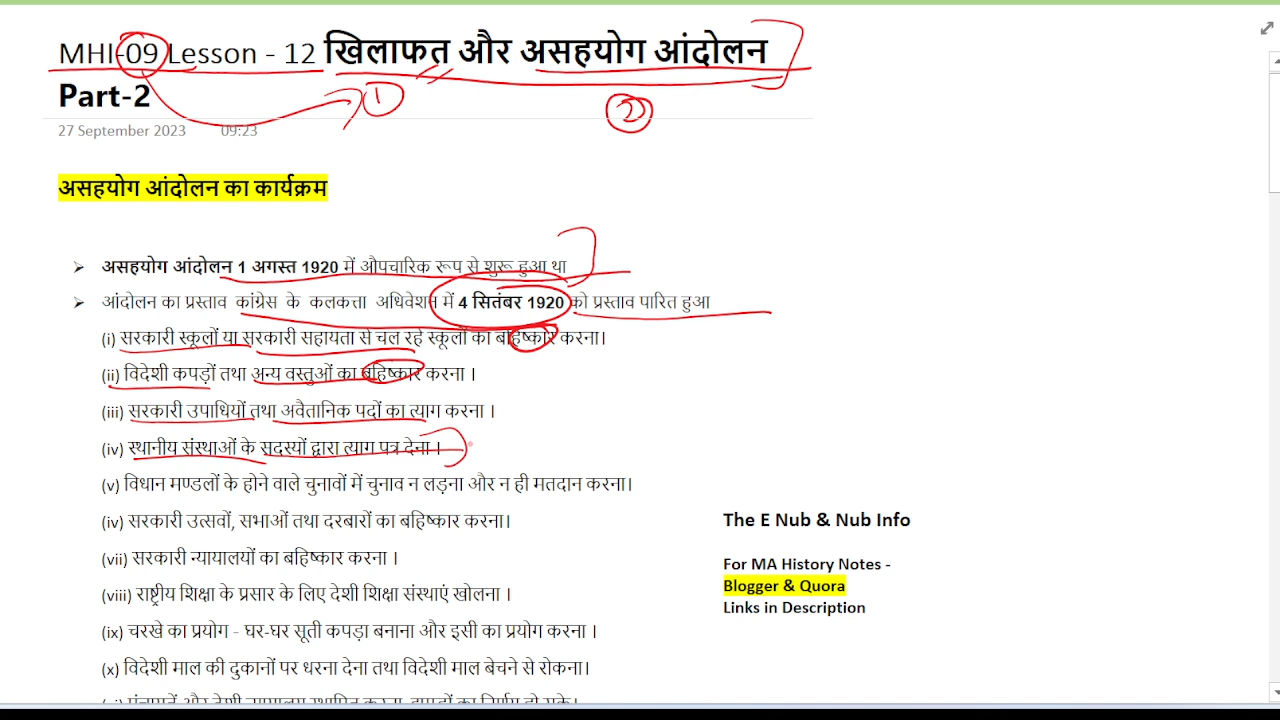 MHI-09 Lesson - 12 खिलाफत और असहयोग आंदोलन
Part-2
1
2
27 September 2023 09:23
असहयोग आंदोलन का कार्यक्रम
➤ असहयोग आंदोलन 1 अगस्त 1920 में औपचारिक रूप से शुरू हुआ था
➤ आंदोलन का प्रस्ताव कांग्रेस के कलकत्ता अधिवेशन में 4 सितंबर 1920 को प्रस्ताव पारित हुआ
(i) सरकारी स्कूलों या सरकारी सहायता से चल रहे स्कूलों का बहिष्कार करना।
(ii) विदेशी कपड़ों तथा अन्य वस्तुओं का बहिष्कार करना ।
(iii) सरकारी उपाधियों तथा अवैतानिक पदों का त्याग करना ।
(iv) स्थानीय संस्थाओं के सदस्यों द्वारा त्याग पत्र देना ।
(v) विधान मण्डलों के होने वाले चुनावों में चुनाव न लड़ना और न ही मतदान करना।
(iv) सरकारी उत्सवों, सभाओं तथा दरबारों का बहिष्कार करना।
(vii) सरकारी न्यायालयों का बहिष्कार करना ।
(viii) राष्ट्रीय शिक्षा के प्रसार के लिए देशी शिक्षा संस्थाएं खोलना ।
(ix) चरखे का प्रयोग - घर-घर सूती कपड़ा बनाना और इसी का प्रयोग करना ।
(x) विदेशी माल की दुकानों पर धरना देना तथा विदेशी माल बेचने से रोकना।
The E Nub & Nub Info
For MA History Notes -
Blogger & Quora
Links in Description